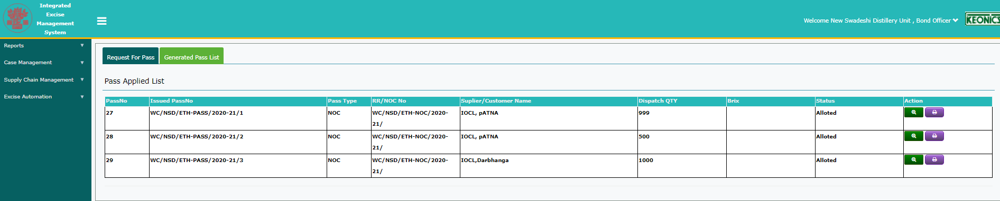 Integrated
Excise
Management
System
Welcome New Swadeshi Distillery Unit , Bond Officer
KEONICS
Reports
Case Management
Supply Chain Management
Excise Automation
Request For Pass Generated Pass List
Pass Applied List
PassNo Issued PassNo Pass Type RR/NOC No Suplier/Customer Name Dispatch QTY Brix Status Action
27 WC/NSD/ETH-PASS/2020-21/1 NOC WC/NSD/ETH-NOC/2020- IOCL, pATNA 999 Alloted
21/
28 WC/NSD/ETH-PASS/2020-21/2 NOC WC/NSD/ETH-NOC/2020- IOCL, pATNA 500 Alloted
21/
29 WC/NSD/ETH-PASS/2020-21/3 NOC WC/NSD/ETH-NOC/2020- IOCL,Darbhanga 1000 Alloted
21/